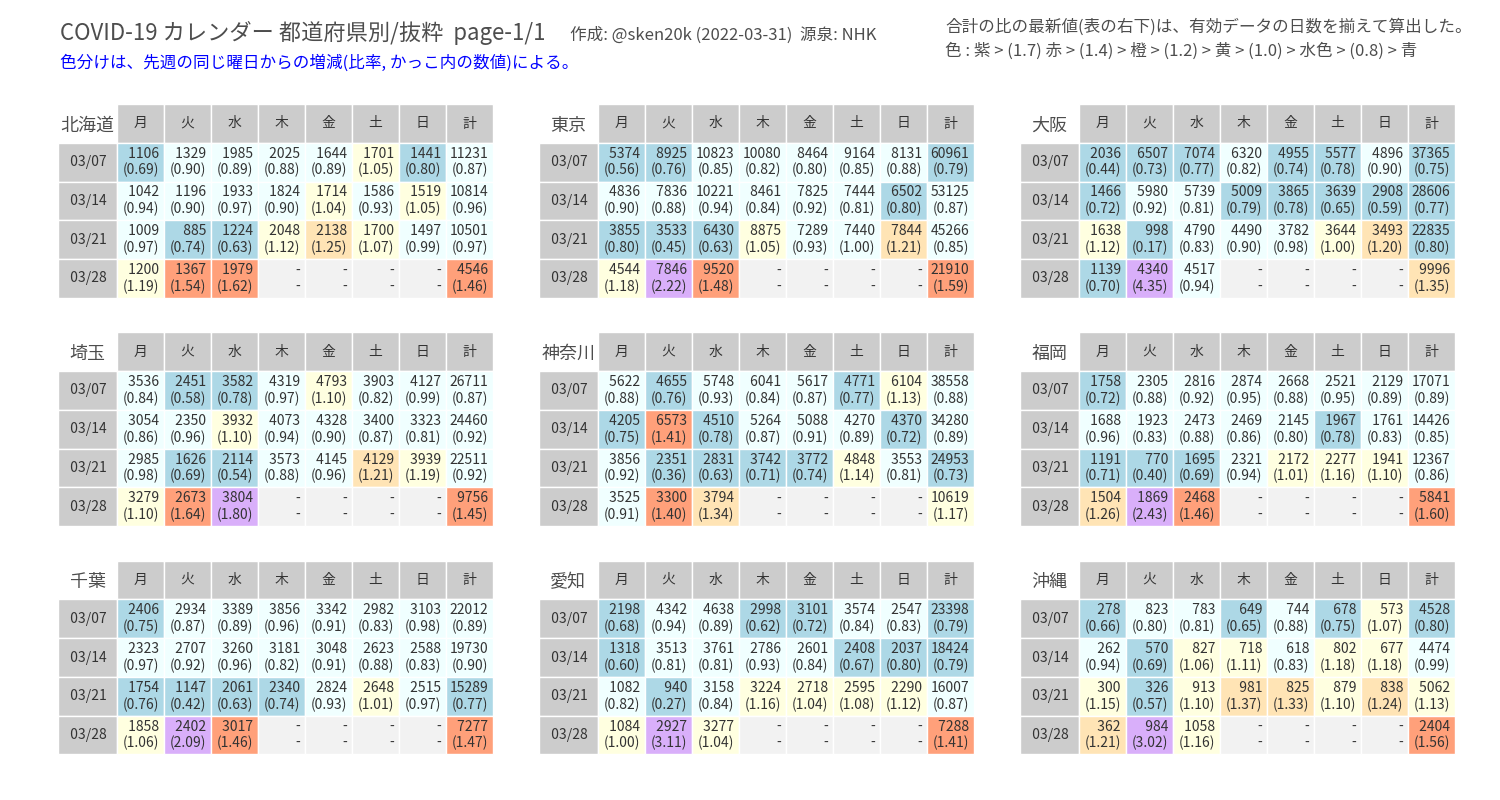 COVID-19 カレンダー 都道府県別/抜粋 page-1/1 作成: @sken20k (2022-03-31) 源泉: NHK
色分けは、先週の同じ曜日からの増減(比率, かっこ内の数値)による。
合計の比の最新値(表の右下)は、有効データの日数を揃えて算出した。
色 : 紫 > (1.7) 赤 > (1.4) > 橙 > (1.2) > 黄 > (1.0) > 水色 > (0.8) > 青
北海道 月 火 水 木 金 土 日 計
03/07 1106 1329 1985 2025 1644 1701 1441 11231
(0.69) (0.90) (0.89) (0.88) (0.89) (1.05) (0.80) (0.87)
03/14 1042 1196 1933 1824 1714 1586 1519 10814
(0.94) (0.90) (0.97) (0.90) (1.04) (0.93) (1.05) (0.96)
03/21 1009 885 1224 2048 2138 1700 1497 10501
(0.97) (0.74) (0.63) (1.12) (1.25) (1.07) (0.99) (0.97)
03/28 1200 1367 1979 - - - - 4546
(1.19) (1.54) (1.62) - - - - (1.46)
東京 月 火 水 木 金 土 日 計
03/07 5374 8925 10823 10080 8464 9164 8131 60961
(0.56) (0.76) (0.85) (0.82) (0.80) (0.85) (0.88) (0.79)
03/14 4836 7836 10221 8461 7825 7444 6502 53125
(0.90) (0.88) (0.94) (0.84) (0.92) (0.81) (0.80) (0.87)
03/21 3855 3533 6430 8875 7289 7440 7844 45266
(0.80) (0.45) (0.63) (1.05) (0.93) (1.00) (1.21) (0.85)
03/28 4544 7846 9520 - - - - 21910
(1.18) (2.22) (1.48) - - - - (1.59)
大阪 月 火 水 木 金 土 日 計
03/07 2036 6507 7074 6320 4955 5577 4896 37365
(0.44) (0.73) (0.77) (0.82) (0.74) (0.78) (0.90) (0.75)
03/14 1466 5980 5739 5009 3865 3639 2908 28606
(0.72) (0.92) (0.81) (0.79) (0.78) (0.65) (0.59) (0.77)
03/21 1638 998 4790 4490 3782 3644 3493 22835
(1.12) (0.17) (0.83) (0.90) (0.98) (1.00) (1.20) (0.80)
03/28 1139 4340 4517 - - - - 9996
(0.70) (4.35) (0.94) - - - - (1.35)
埼玉 月 火 水 木 金 土 日 計
03/07 3536 2451 3582 4319 4793 3903 4127 26711
(0.84) (0.58) (0.78) (0.97) (1.10) (0.82) (0.99) (0.87)
03/14 3054 2350 3932 4073 4328 3400 3323 24460
(0.86) (0.96) (1.10) (0.94) (0.90) (0.87) (0.81) (0.92)
03/21 2985 1626 2114 3573 4145 4129 3939 22511
(0.98) (0.69) (0.54) (0.88) (0.96) (1.21) (1.19) (0.92)
03/28 3279 2673 3804 - - - - 9756
(1.10) (1.64) (1.80) - - - - (1.45)
神奈川 月 火 水 木 金 土 日 計
03/07 5622 4655 5748 6041 5617 4771 6104 38558
(0.88) (0.76) (0.93) (0.84) (0.87) (0.77) (1.13) (0.88)
03/14 4205 6573 4510 5264 5088 4270 4370 34280
(0.75) (1.41) (0.78) (0.87) (0.91) (0.89) (0.72) (0.89)
03/21 3856 2351 2831 3742 3772 4848 3553 24953
(0.92) (0.36) (0.63) (0.71) (0.74) (1.14) (0.81) (0.73)
03/28 3525 3300 3794 - - - - 10619
(0.91) (1.40) (1.34) - - - - (1.17)
福岡 月 火 水 木 金 土 日 計
03/07 1758 2305 2816 2874 2668 2521 2129 17071
(0.72) (0.88) (0.92) (0.95) (0.88) (0.95) (0.89) (0.89)
03/14 1688 1923 2473 2469 2145 1967 1761 14426
(0.96) (0.83) (0.88) (0.86) (0.80) (0.78) (0.83) (0.85)
03/21 1191 770 1695 2321 2172 2277 1941 12367
(0.71) (0.40) (0.69) (0.94) (1.01) (1.16) (1.10) (0.86)
03/28 1504 1869 2468 - - - - 5841
(1.26) (2.43) (1.46) - - - - (1.60)
千葉 月 火 水 木 金 土 日 計
03/07 2406 2934 3389 3856 3342 2982 3103 22012
(0.75) (0.87) (0.89) (0.96) (0.91) (0.83) (0.98) (0.89)
03/14 2323 2707 3260 3181 3048 2623 2588 19730
(0.97) (0.92) (0.96) (0.82) (0.91) (0.88) (0.83) (0.90)
03/21 1754 1147 2061 2340 2824 2648 2515 15289
(0.76) (0.42) (0.63) (0.74) (0.93) (1.01) (0.97) (0.77)
03/28 1858 2402 3017 - - - - 7277
(1.06) (2.09) (1.46) - - - - (1.47)
愛知 月 火 水 木 金 土 日 計
03/07 2198 4342 4638 2998 3101 3574 2547 23398
(0.68) (0.94) (0.89) (0.62) (0.72) (0.84) (0.83) (0.79)
03/14 1318 3513 3761 2786 2601 2408 2037 18424
(0.60) (0.81) (0.81) (0.93) (0.84) (0.67) (0.80) (0.79)
03/21 1082 940 3158 3224 2718 2595 2290 16007
(0.82) (0.27) (0.84) (1.16) (1.04) (1.08) (1.12) (0.87)
03/28 1084 2927 3277 - - - - 7288
(1.00) (3.11) (1.04) - - - - (1.41)
沖縄 月 火 水 木 金 土 日 計
03/07 278 823 783 649 744 678 573 4528
(0.66) (0.80) (0.81) (0.65) (0.88) (0.75) (1.07) (0.80)
03/14 262 570 827 718 618 802 677 4474
(0.94) (0.69) (1.06) (1.11) (0.83) (1.18) (1.18) (0.99)
03/21 300 326 913 981 825 879 838 5062
(1.15) (0.57) (1.10) (1.37) (1.33) (1.10) (1.24) (1.13)
03/28 362 984 1058 - - - - 2404
(1.21) (3.02) (1.16) - - - - (1.56)